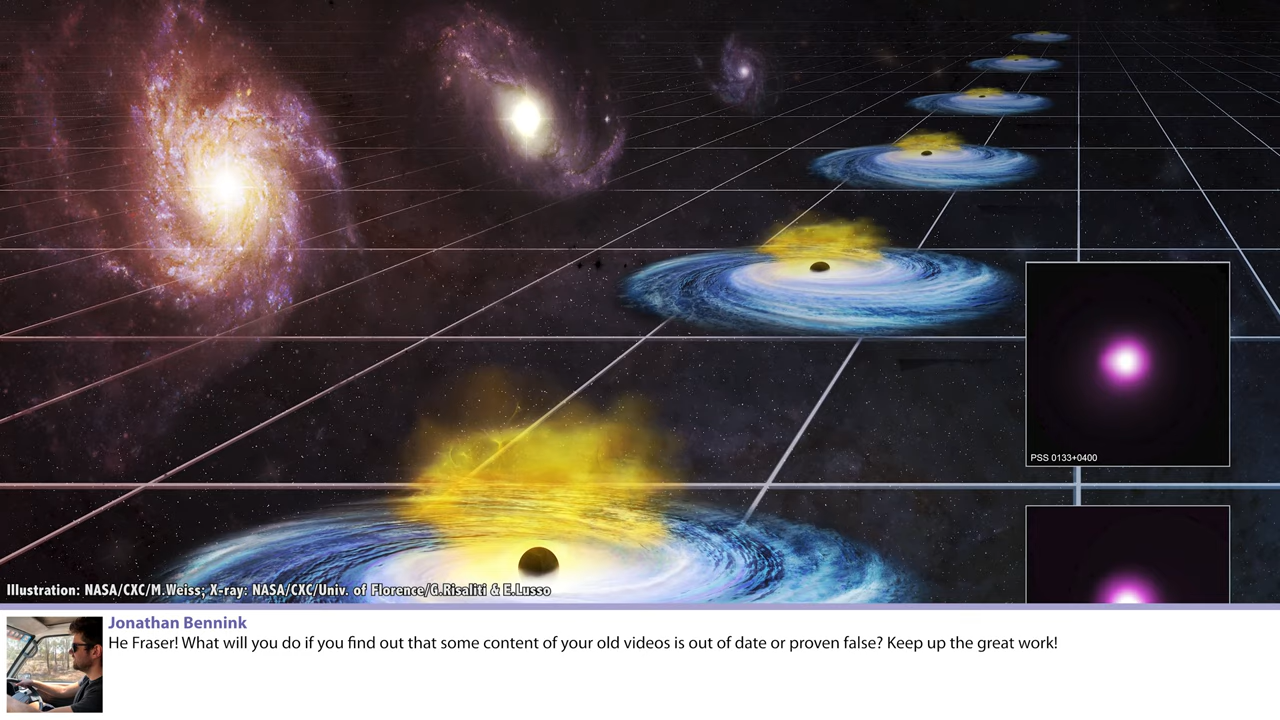 PSS 0133+0400
Illustration: NASA/CXC/M.Weiss; X-ray: NASA/CXC/Univ. of Florence/G.Risaliti & E.Lusso
Jonathan Bennink
He Fraser! What will you do if you find out that some content of your old videos is out of date or proven false? Keep up the great work!